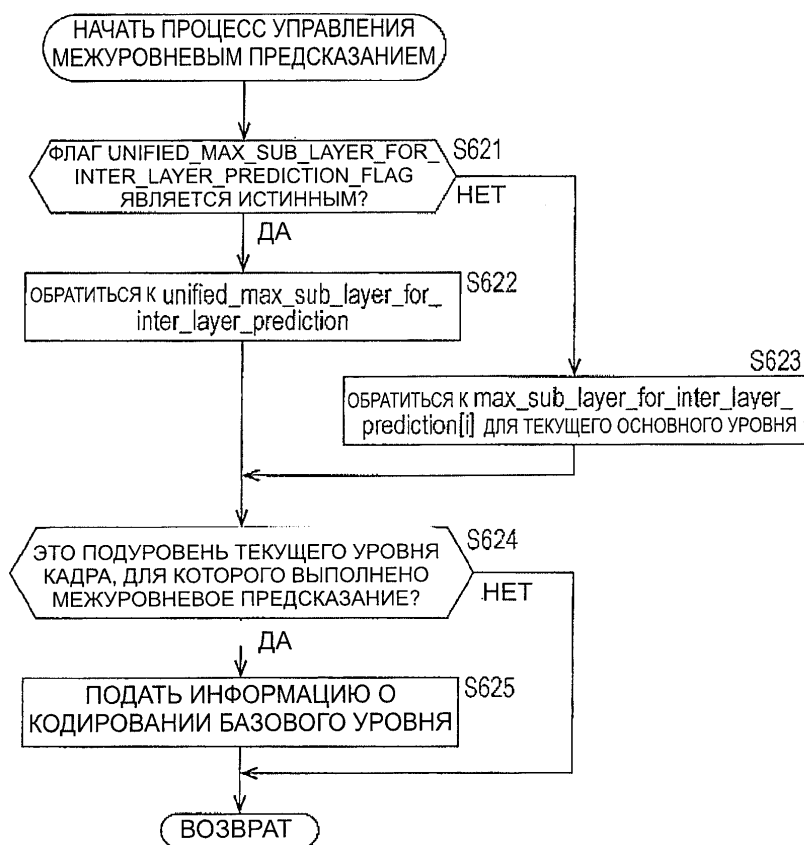 НАЧАТЬ ПРОЦЕСС УПРАВЛЕНИЯ
МЕЖУРОВНЕВЫМ ПРЕДСКАЗАНИЕМ
ФЛАГ UNIFIED_MAX_SUB_LAYER_FOR_
INTER_LAYER_PREDICTION_FLAG
ЯВЛЯЕТСЯ ИСТИННЫМ?
S621
НЕТ
ДА
ОБРАТИТЬСЯ К unified_max_sub_layer_for_
inter_layer_prediction
S622
S623
ОБРАТИТЬСЯ К max_sub_layer_for_inter_layer_
prediction[i] ДЛЯ ТЕКУЩЕГО ОСНОВНОГО УРОВНЯ
ЭТО ПОДУРОВЕНЬ ТЕКУЩЕГО УРОВНЯ
КАДРА, ДЛЯ КОТОРОГО ВЫПОЛНЕНО
МЕЖУРОВНЕВОЕ ПРЕДСКАЗАНИЕ?
S624
НЕТ
ДА
ПОДАТЬ ИНФОРМАЦИЮ О
КОДИРОВАНИИ БАЗОВОГО УРОВНЯ
S625
ВОЗВРАТ